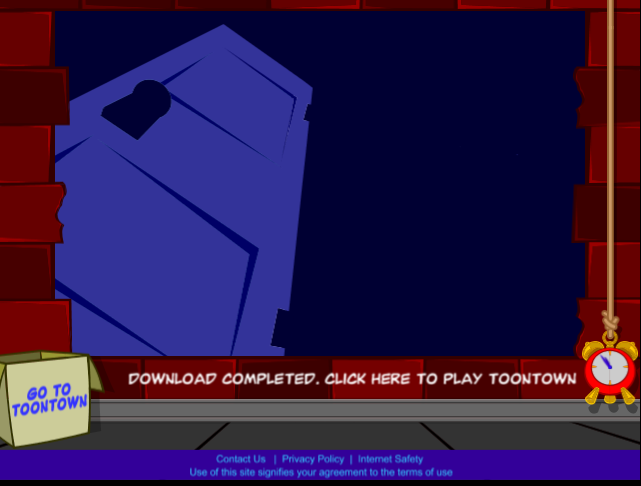 DOWNLOAD COMPLETED. CLICK HERE TO PLAY TOONTOWN
GO TO
TOONTOWN
Contact Us | Privacy Policy | Internet Safety
Use of this site signifies your agreement to the terms of use